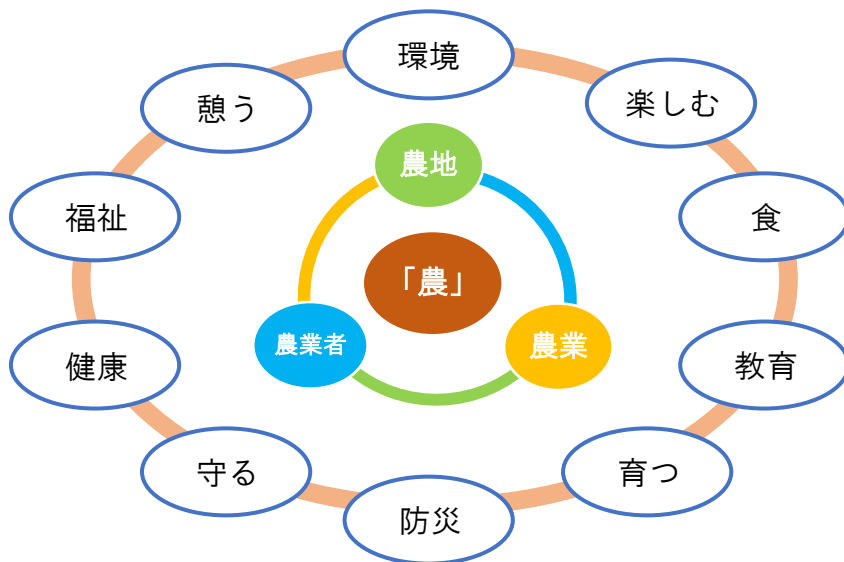 環境
憩う
楽しむ
農地
福祉
食
「農」
農業者
農業
健康
教育
守る
育つ
防災